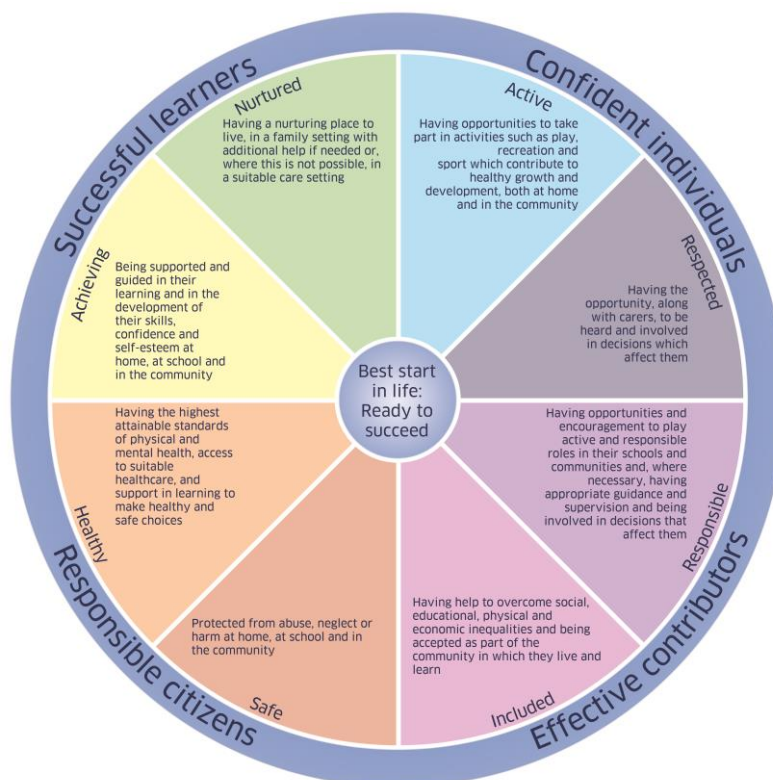 Successful learners
Confident individuals
Nurtured
Having a nurturing place to
live, in a family setting with
additional help if needed or,
where this is not possible, in
a suitable care setting
Active
Having opportunities to take
part in activities such as play,
recreation and
sport which contribute to
healthy growth and
development, both at home
and in the community
Achieving
Being supported and
guided in their
learning and in the
development of
their skills,
confidence and
self-esteem at
home, at school and
in the community
Respected
Having the
opportunity, along
with carers, to be
heard and involved
in decisions which
affect them
Best start
in life:
Ready to
succeed
Healthy
Having the highest
attainable standards
of physical and
mental health, access
to suitable
healthcare, and
support in learning to
make healthy and
safe choices
Responsible
Having opportunities and
encouragement to play
active and responsible
roles in their schools and
communities and, where
necessary, having
appropriate guidance and
supervision and being
involved in decisions that
affect them
Protected from abuse, neglect or
harm at home, at school and in
the community
Safe
Having help to overcome social,
educational, physical and
economic inequalities and being
accepted as part of the
community in which they live and
learn
Included
Responsible citizens
Effective contributors